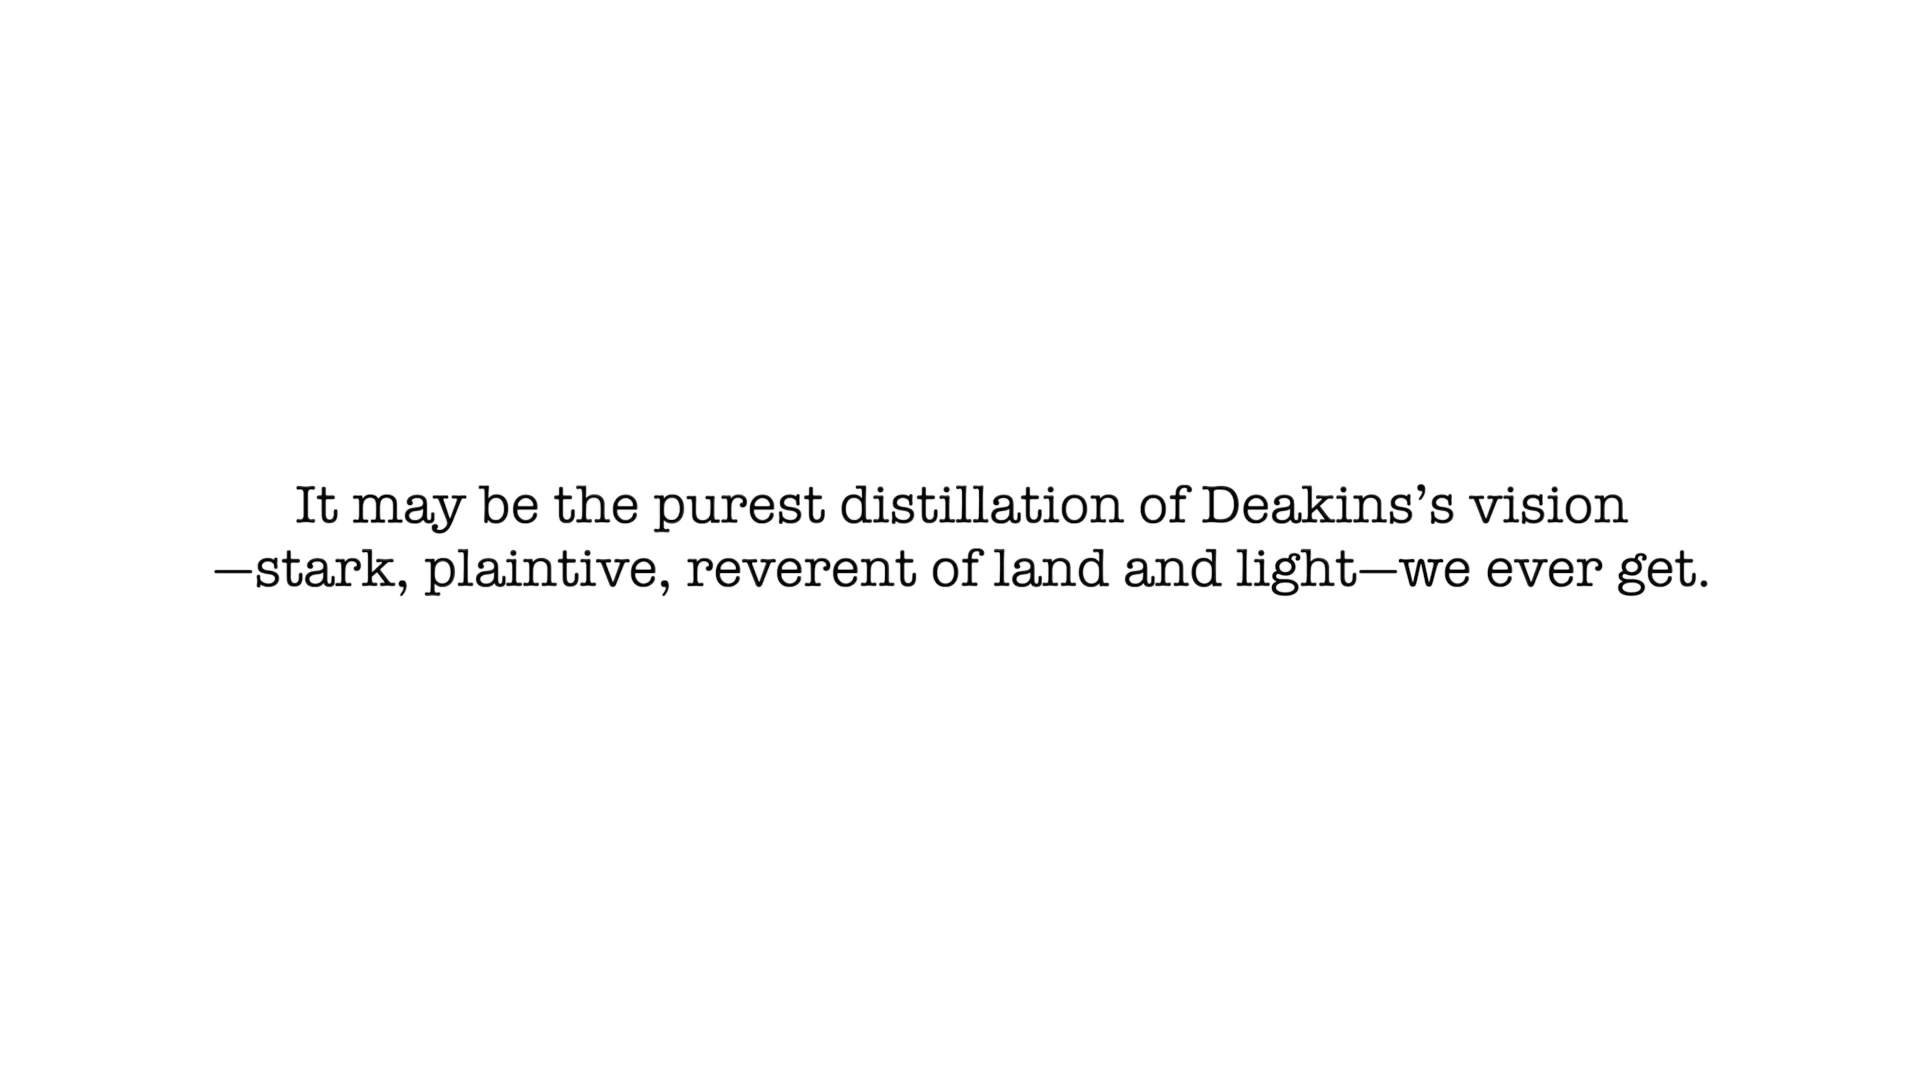 It may be the purest distillation of Deakins’s vision
—stark, plaintive, reverent of land and light—we ever get.